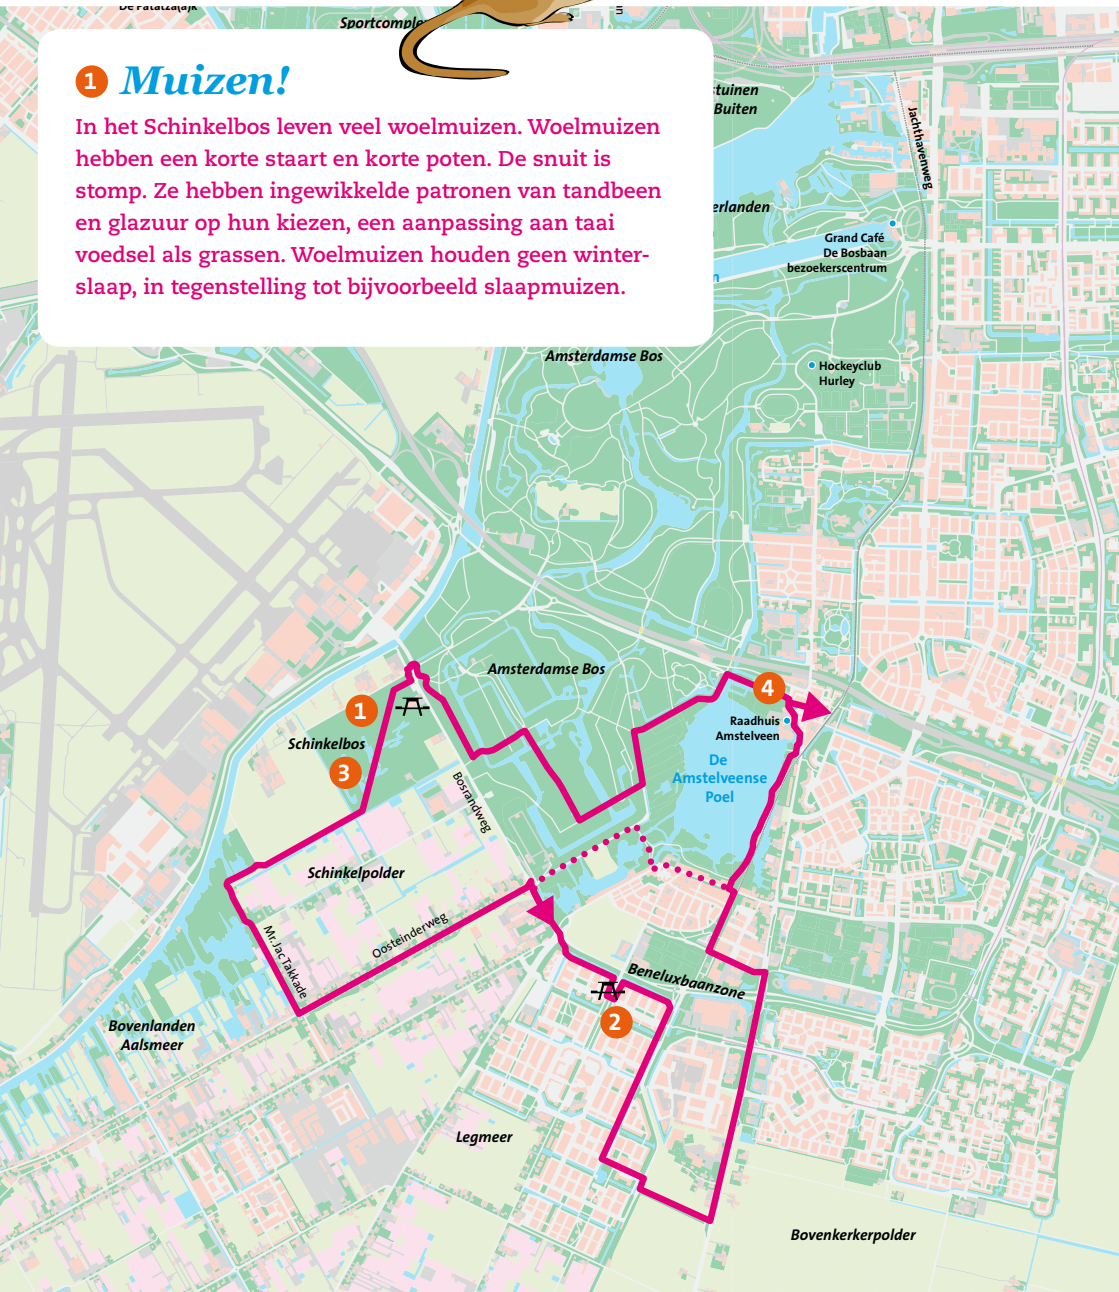 Sportcomple
1 Muizen!
In het Schinkelbos leven veel woelmuizen. Woelmuizen
hebben een korte staart en korte poten. De snuit is
stomp. Ze hebben ingewikkelde patronen van tandbeen
en glazuur op hun kiezen, een aanpassing aan taai
voedsel als grassen. Woelmuizen houden geen winter-
slaap, in tegenstelling tot bijvoorbeeld slaapmuizen.
tuinen
Buiten
Jachthavenweg
erlanden
Grand Café
De Bosbaan
bezoekerscentrum
n
Amsterdamse Bos
Hockeyclub
Hurley
Amsterdamse Bos
4
1
Raadhuis
Amstelveen
Schinkelbos
3
De
Amstelveense
Poel
Bosrandweg
Schinkelpolder
Oosteinderweg
Mr. Jac Takkade
Beneluxbaanzone
2
Bovenlanden
Aalsmeer
Legmeer
Bovenkerkerpolder